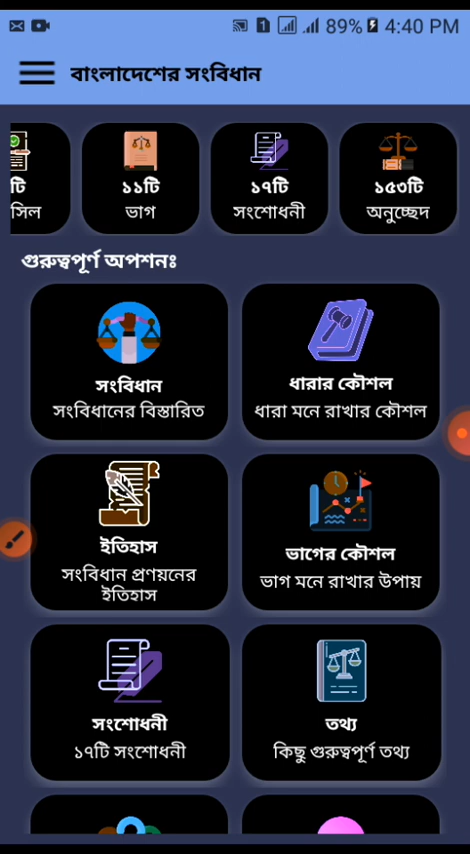 89% 4:40 PM
বাংলাদেশের সংবিধান
টি ১১টি ১৭টি ১৫৩টি
সিল ভাগ সংশোধনী অনুচ্ছেদ
গুরুত্বপূর্ণ অপশনঃ
সংবিধান
সংবিধানের বিস্তারিত
ধারার কৌশল
ধারা মনে রাখার কৌশল
ইতিহাস
সংবিধান প্রণয়নের
ইতিহাস
ভাগের কৌশল
ভাগ মনে রাখার উপায়
সংশোধনী
১৭টি সংশোধনী
তথ্য
কিছু গুরুত্বপূর্ণ তথ্য